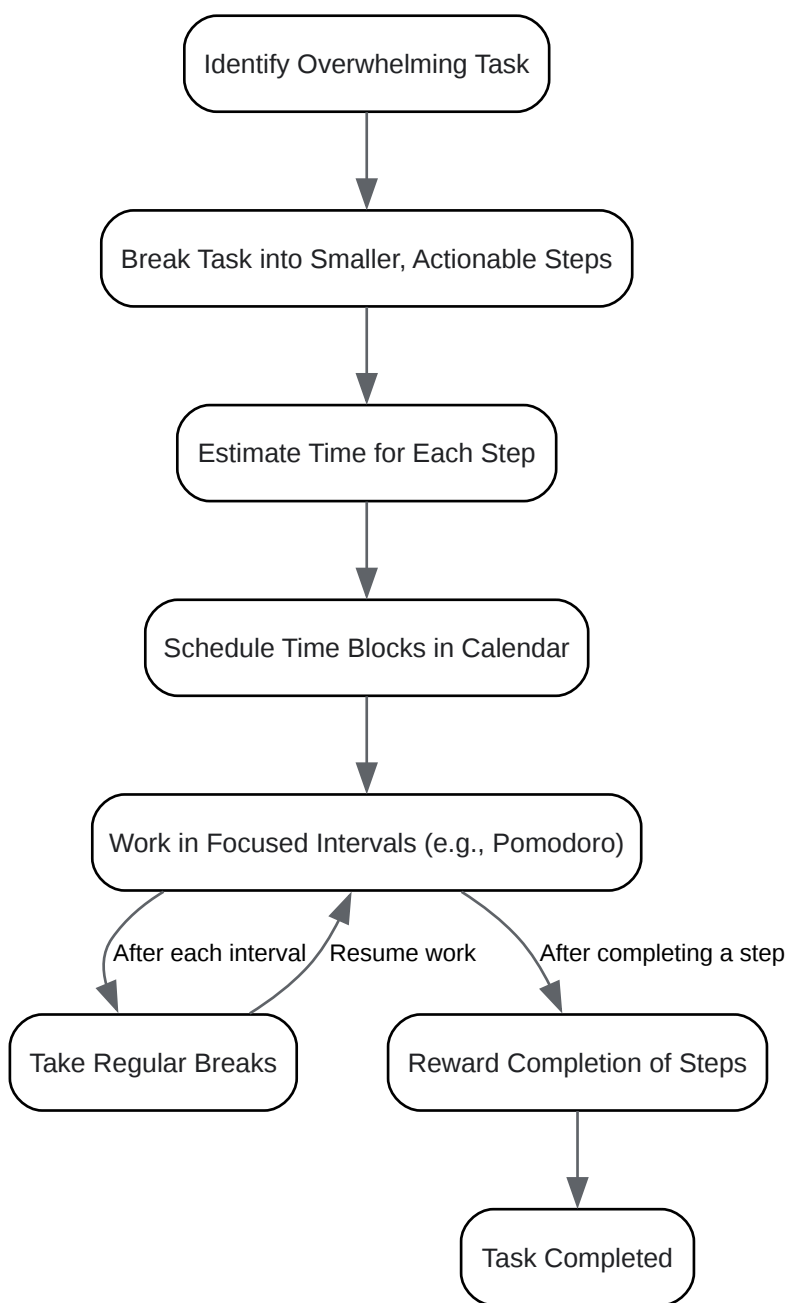 Identify Overwhelming Task
Break Task into Smaller, Actionable Steps
Estimate Time for Each Step
Schedule Time Blocks in Calendar
Work in Focused Intervals (e.g., Pomodoro)
After each interval
Resume work
After completing a step
Take Regular Breaks
Reward Completion of Steps
Task Completed